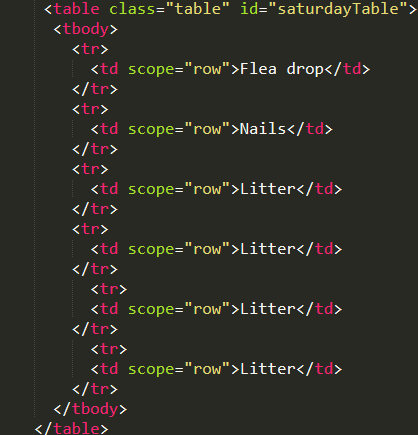 <table class="table" id="saturdayTable">
<tbody>
<tr>
<td scope="row">Flea drop</td>
</tr>
<tr>
<td scope="row">Nails</td>
</tr>
<tr>
<td scope="row">Litter</td>
</tr>
<tr>
<td scope="row">Litter</td>
</tr>
<tr>
<td scope="row">Litter</td>
</tr>
<tr>
<td scope="row">Litter</td>
</tr>
</tbody>
</table>